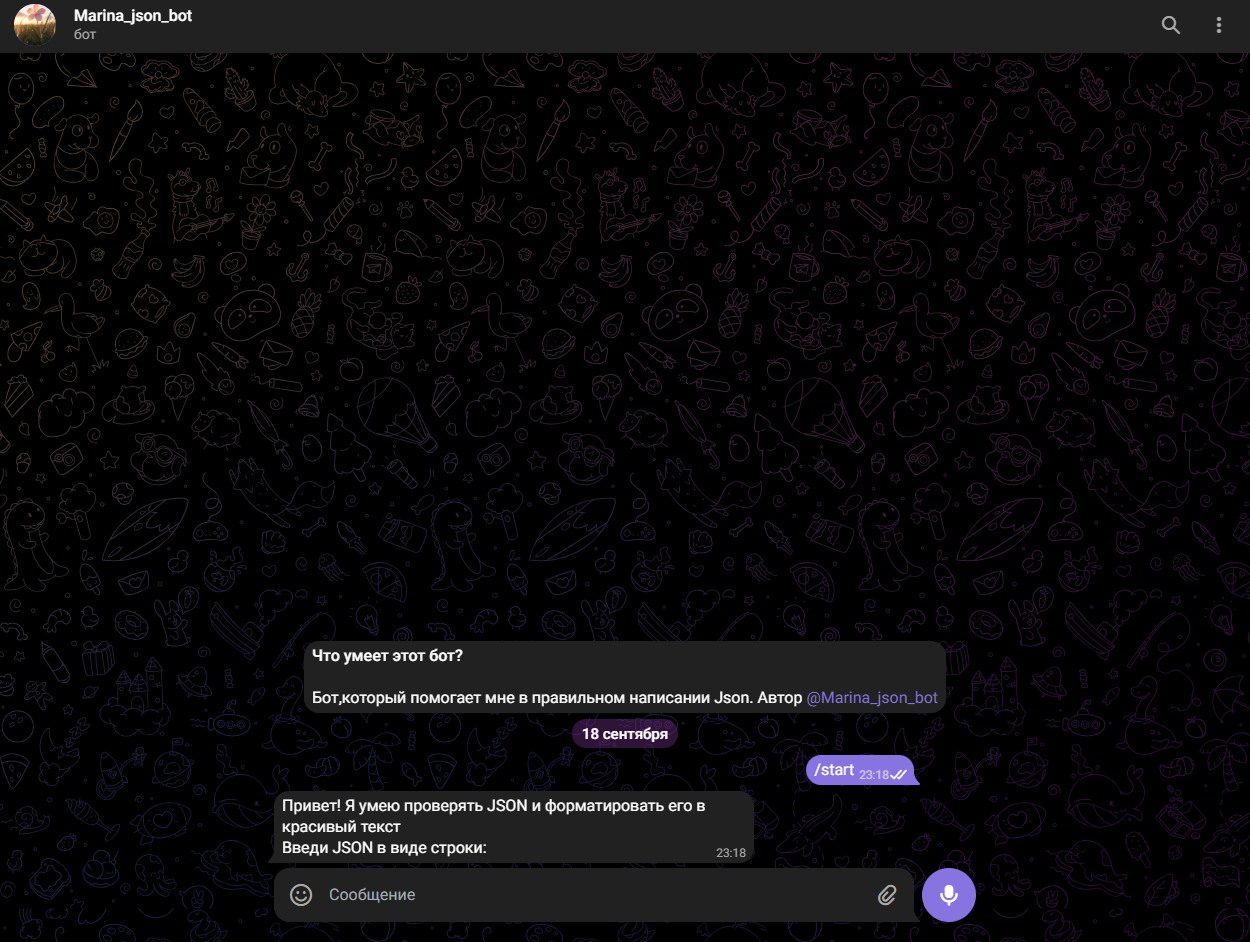 Marina_json_bot
бот
Что умеет этот бот?
Бот,который помогает мне в правильном написании Json. Автор @Marina_json_bot
18 сентября
/start 23:18
Привет! Я умею проверять JSON и форматировать его в
красивый текст
Введи JSON в виде строки:
23:18
Сообщение